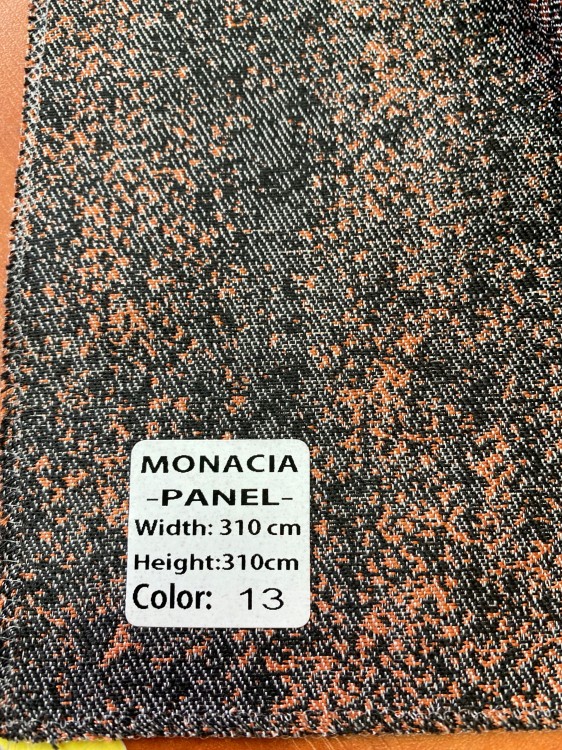 MONACIA
-PANEL-
Width: 310 cm
Height:310cm
Color: 13